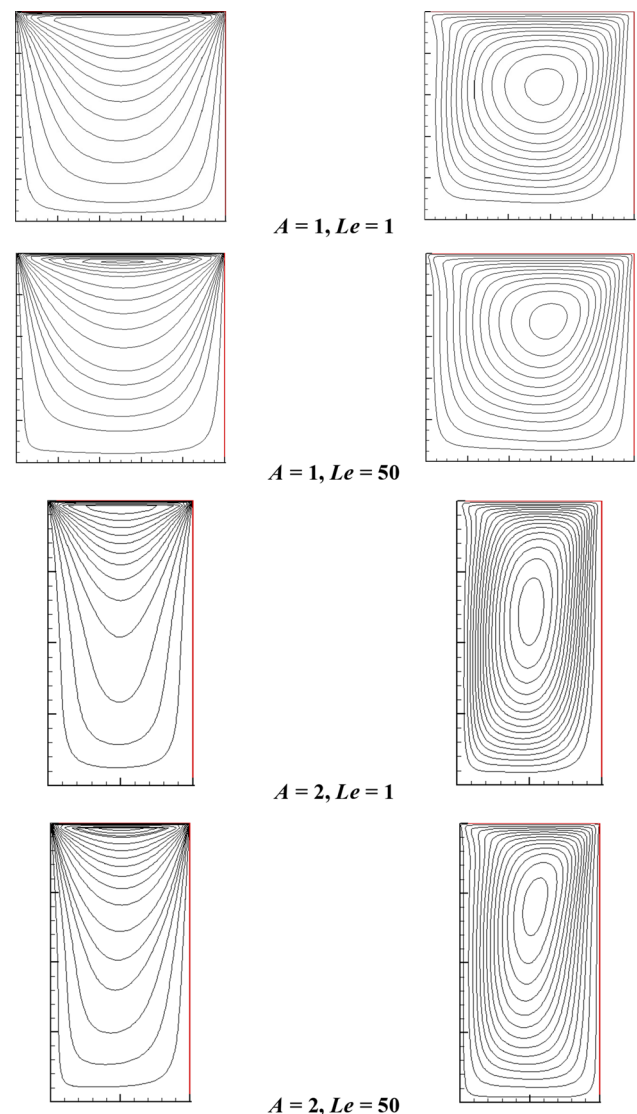 A = 1, Le = 1
A = 1, Le = 50
A = 2, Le = 1
A = 2, Le = 50